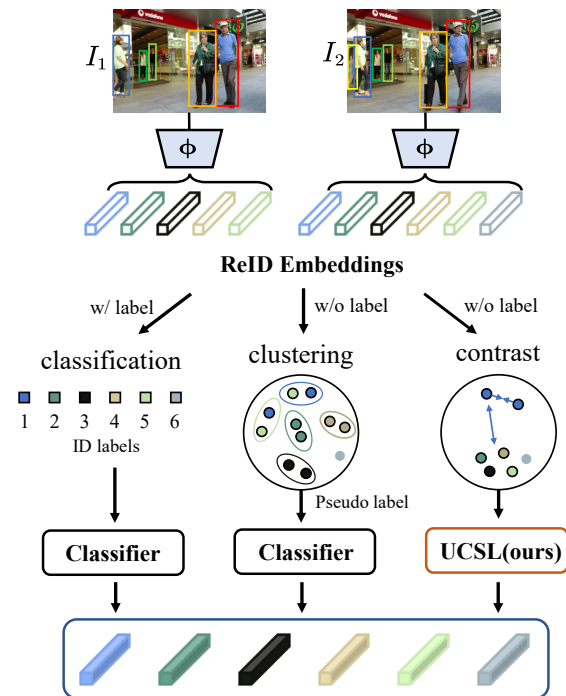 vodafone
I1
I2
Φ
Φ
ReID Embeddings
w/ label
w/o label
w/o label
classification
clustering
contrast
1 2 3 4 5 6
ID labels
Pseudo label
Classifier
Classifier
UCSL(ours)